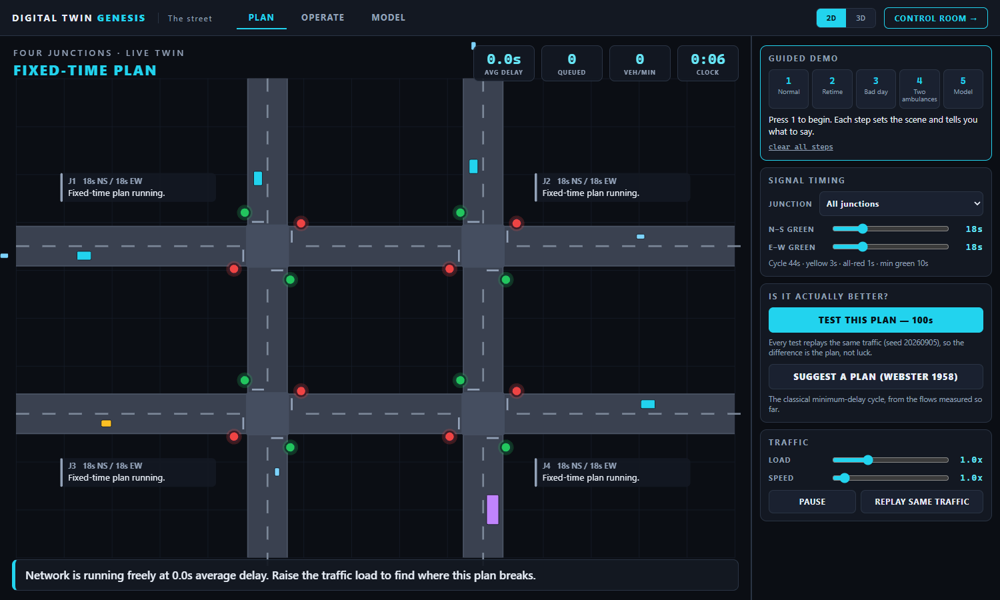 DIGITAL TWIN GENESIS
The street
PLAN
OPERATE
MODEL
2D
3D
CONTROL ROOM →
FOUR JUNCTIONS · LIVE TWIN
FIXED-TIME PLAN
0.0s
AVG DELAY
0
QUEUED
0
VEH/MIN
0:06
CLOCK
J1 18s NS / 18s EW
Fixed-time plan running.
J2 18s NS / 18s EW
Fixed-time plan running.
J3 18s NS / 18s EW
Fixed-time plan running.
J4 18s NS / 18s EW
Fixed-time plan running.
Network is running freely at 0.0s average delay. Raise the traffic load to find where this plan breaks.
GUIDED DEMO
1
Normal
2
Retime
3
Bad day
4
Two
ambulances
5
Model
Press 1 to begin. Each step sets the scene and tells you
what to say.
clear all steps
SIGNAL TIMING
JUNCTION
All junctions
N–S GREEN
18s
E–W GREEN
18s
Cycle 44s · yellow 3s · all-red 1s · min green 10s
IS IT ACTUALLY BETTER?
TEST THIS PLAN — 100s
Every test replays the same traffic (seed 20260905), so the
difference is the plan, not luck.
SUGGEST A PLAN (WEBSTER 1958)
The classical minimum-delay cycle, from the flows measured so
far.
TRAFFIC
LOAD
1.0x
SPEED
1.0x
PAUSE
REPLAY SAME TRAFFIC